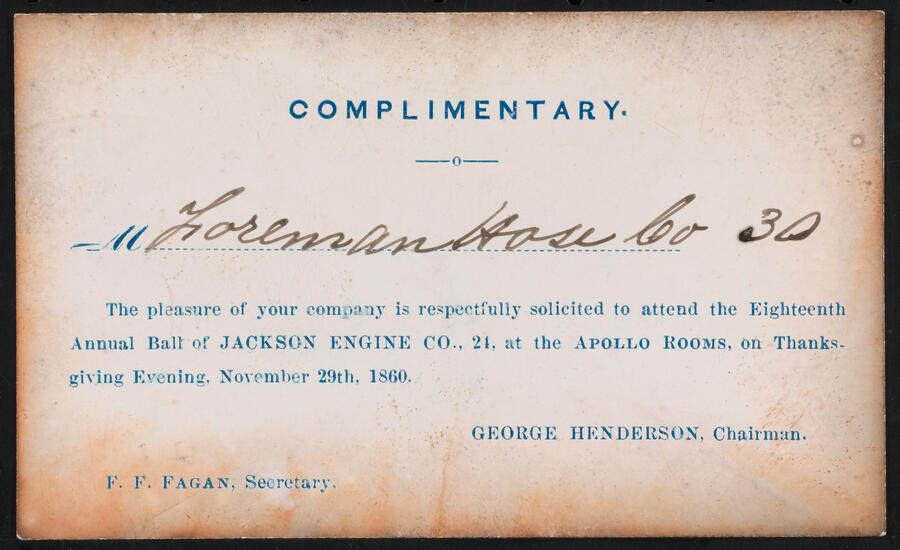 COMPLIMENTARY.
o
M Foreman Hose Co 30
The pleasure of your company is respectfully solicited to attend the Eighteenth
Annual Ball of JACKSON ENGINE CO., 24, at the APOLLO ROOMS, on Thanks-
giving Evening, November 29th, 1860.
GEORGE HENDERSON, Chairman.
F. F. FAGAN, Secretary.